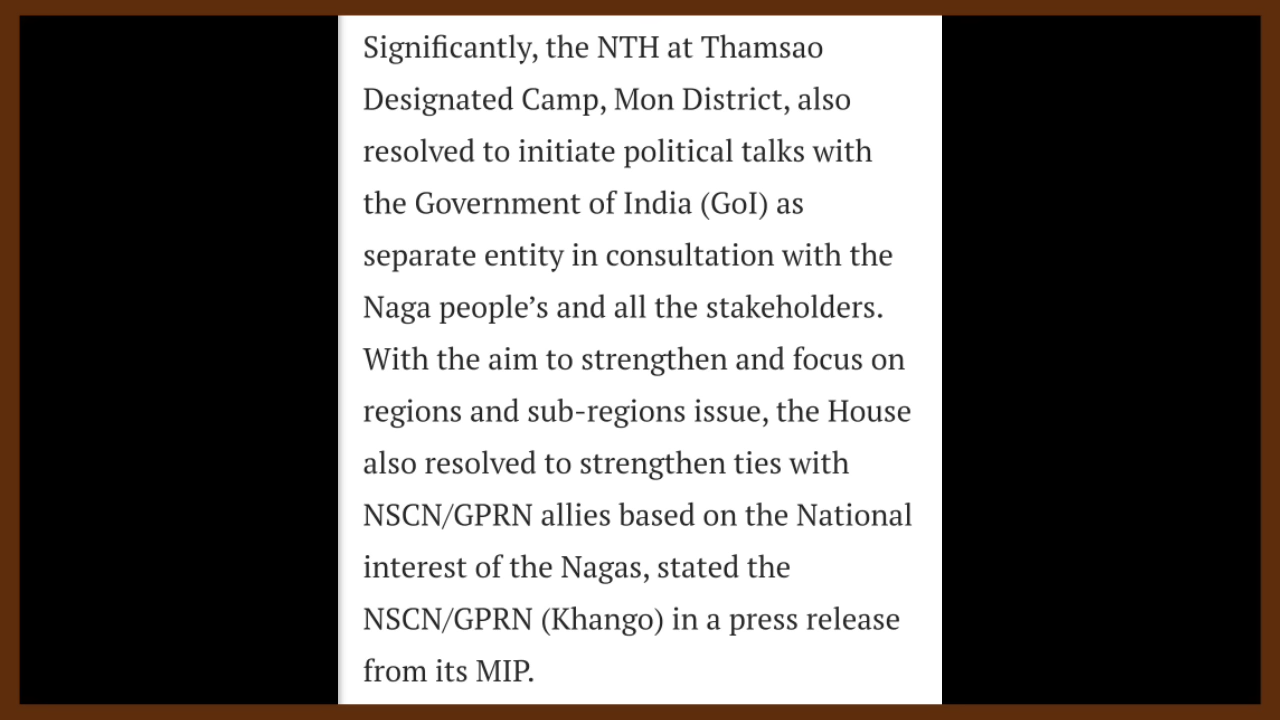 Significantly, the NTH at Thamsao
Designated Camp, Mon District, also
resolved to initiate political talks with
the Government of India (GoI) as
separate entity in consultation with the
Naga people’s and all the stakeholders.
With the aim to strengthen and focus on
regions and sub-regions issue, the House
also resolved to strengthen ties with
NSCN/GPRN allies based on the National
interest of the Nagas, stated the
NSCN/GPRN (Khango) in a press release
from its MIP.